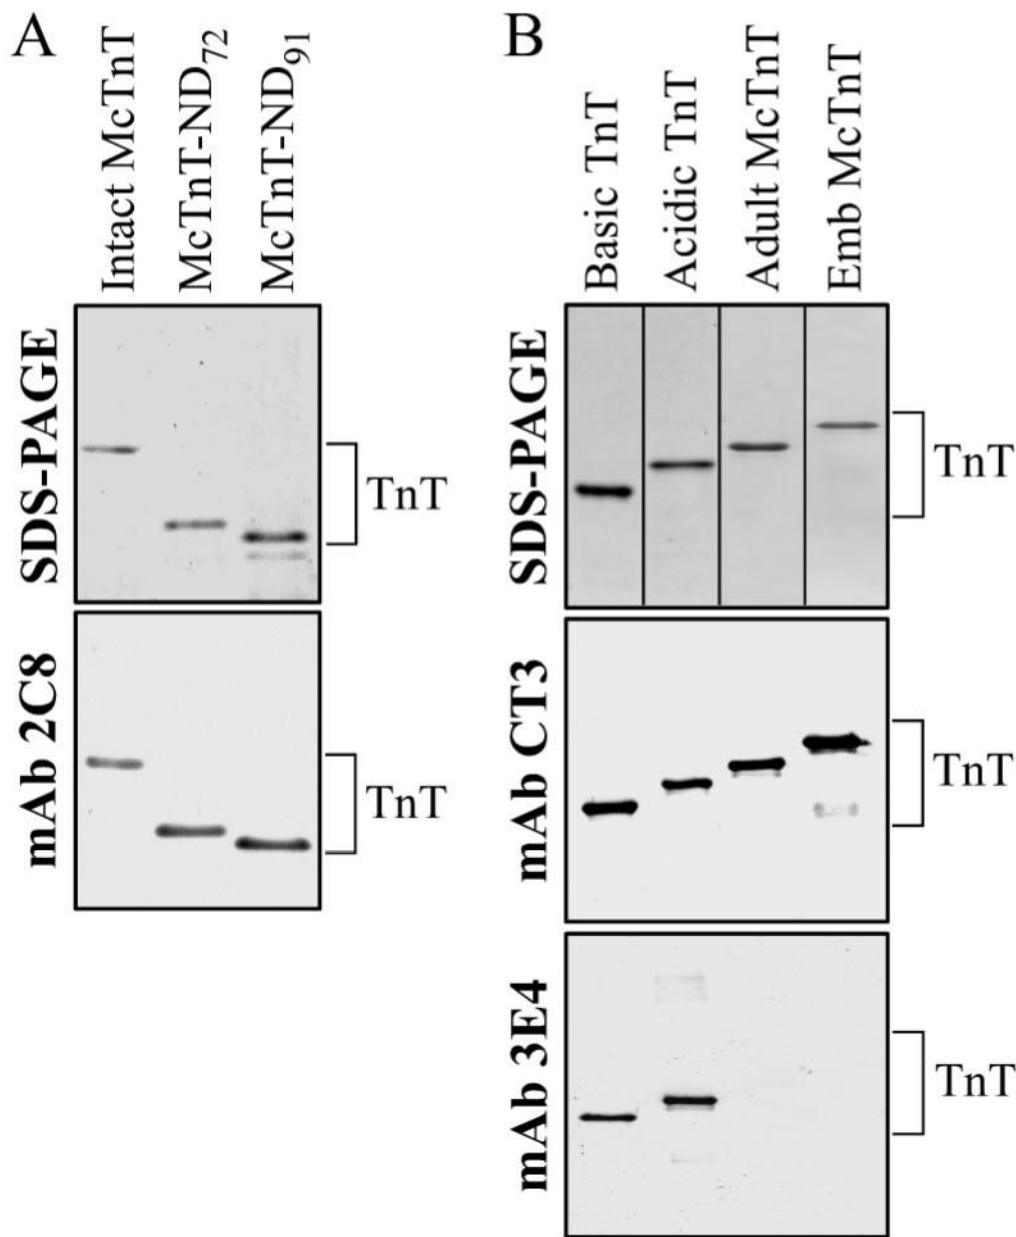 A
Intact McTnT
McTnT-ND72
McTnT-ND91
SDS-PAGE
TnT
mAb 2C8
TnT
B
Basic TnT
Acidic TnT
Adult McTnT
Emb McTnT
SDS-PAGE
TnT
mAb CT3
TnT
mAb 3E4
TnT